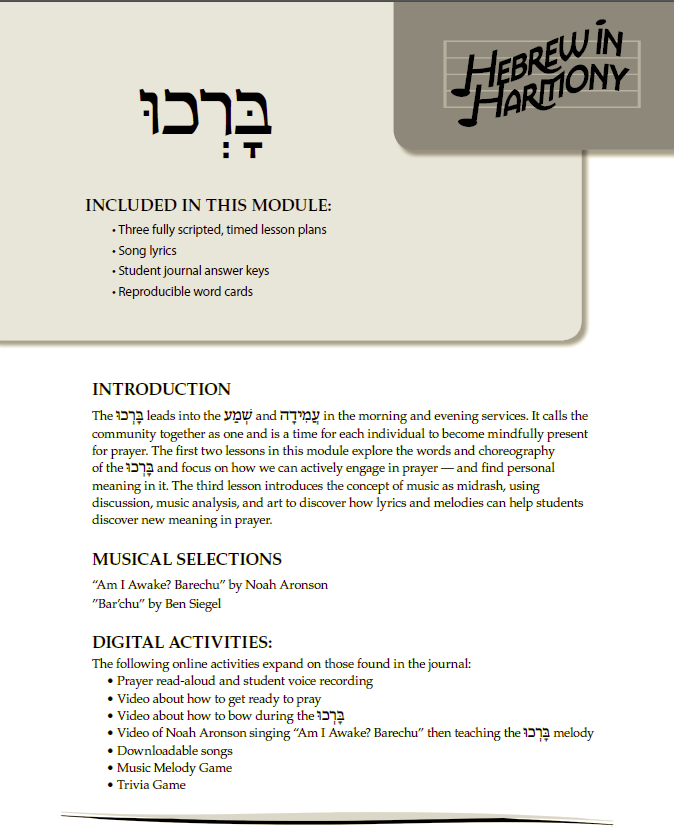 HEBREW IN
HARMONY
בָּרְכוּ
INCLUDED IN THIS MODULE:
• Three fully scripted, timed lesson plans
• Song lyrics
• Student journal answer keys
• Reproducible word cards
INTRODUCTION
The בָּרְכוּ leads into the שְׁמַע and עֲמִידָה in the morning and evening services. It calls the
community together as one and is a time for each individual to become mindfully present
for prayer. The first two lessons in this module explore the words and choreography
of the בָּרְכוּ and focus on how we can actively engage in prayer — and find personal
meaning in it. The third lesson introduces the concept of music as midrash, using
discussion, music analysis, and art to discover how lyrics and melodies can help students
discover new meaning in prayer.
MUSICAL SELECTIONS
“Am I Awake? Barechu” by Noah Aronson
”Bar’chu” by Ben Siegel
DIGITAL ACTIVITIES:
The following online activities expand on those found in the journal:
• Prayer read-aloud and student voice recording
• Video about how to get ready to pray
• Video about how to bow during the בָּרְכוּ
• Video of Noah Aronson singing “Am I Awake? Barechu” then teaching the בָּרְכוּ melody
• Downloadable songs
• Music Melody Game
• Trivia Game